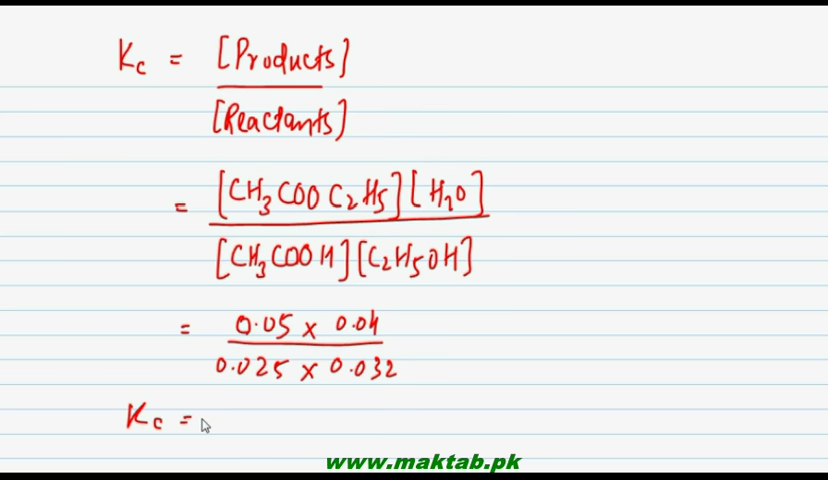 Kc = [Products]
[Reactants]
= [CH3COOC2H5][H2O]
[CH3COOH][C2H5OH]
= 0.05 x 0.04
0.025 x 0.032
Kc =
www.maktab.pk